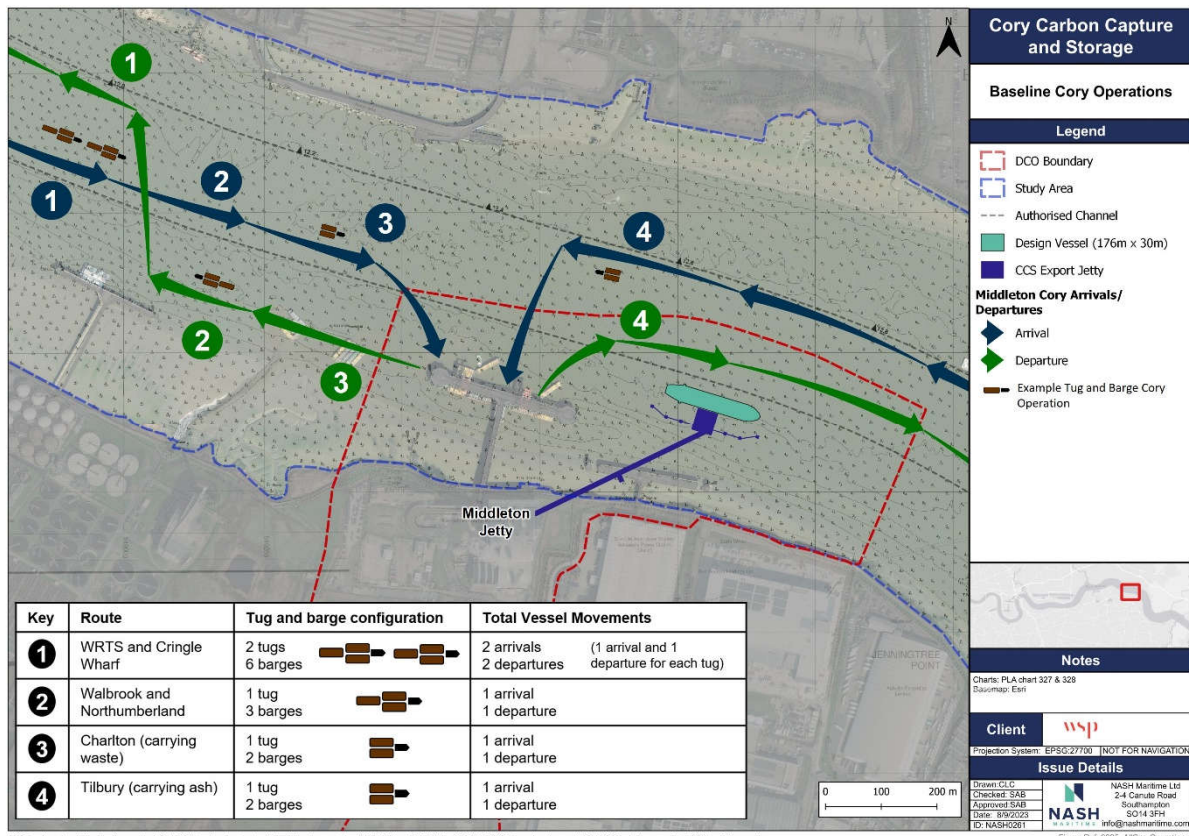 Cory Carbon Capture
and Storage
Baseline Cory Operations
Legend
DCO Boundary
Study Area
Authorised Channel
Design Vessel (176m x 30m)
CCS Export Jetty
Middleton Cory Arrivals/
Departures
Arrival
Departure
Example Tug and Barge Cory
Operation
Notes
Charts: PLA chart 327 & 328
Basemap: Esri
Client
wsp
Projection System: EPSG:27700 NOT FOR NAVIGATION
Issue Details
Drawn:CLC
Checked: SAB
Approved:SAB
Date: 8/9/2023
ID: NASH0261
NASH
MARITIME
NASH Maritime Ltd
2-4 Canute Road
Southampton
SO14 3FH
info@nashmaritime.com
N
1
1
2
3
4
2
3
4
Middleton
Jetty
JENNINGTREE
POINT
Key Route Tug and barge configuration Total Vessel Movements
1 WRTS and Cringle
Wharf
2 tugs
6 barges
2 arrivals
2 departures
(1 arrival and 1
departure for each tug)
2 Walbrook and
Northumberland
1 tug
3 barges
1 arrival
1 departure
3 Charlton (carrying
waste)
1 tug
2 barges
1 arrival
1 departure
4 Tilbury (carrying ash)
1 tug
2 barges
1 arrival
1 departure
0 100 200 m